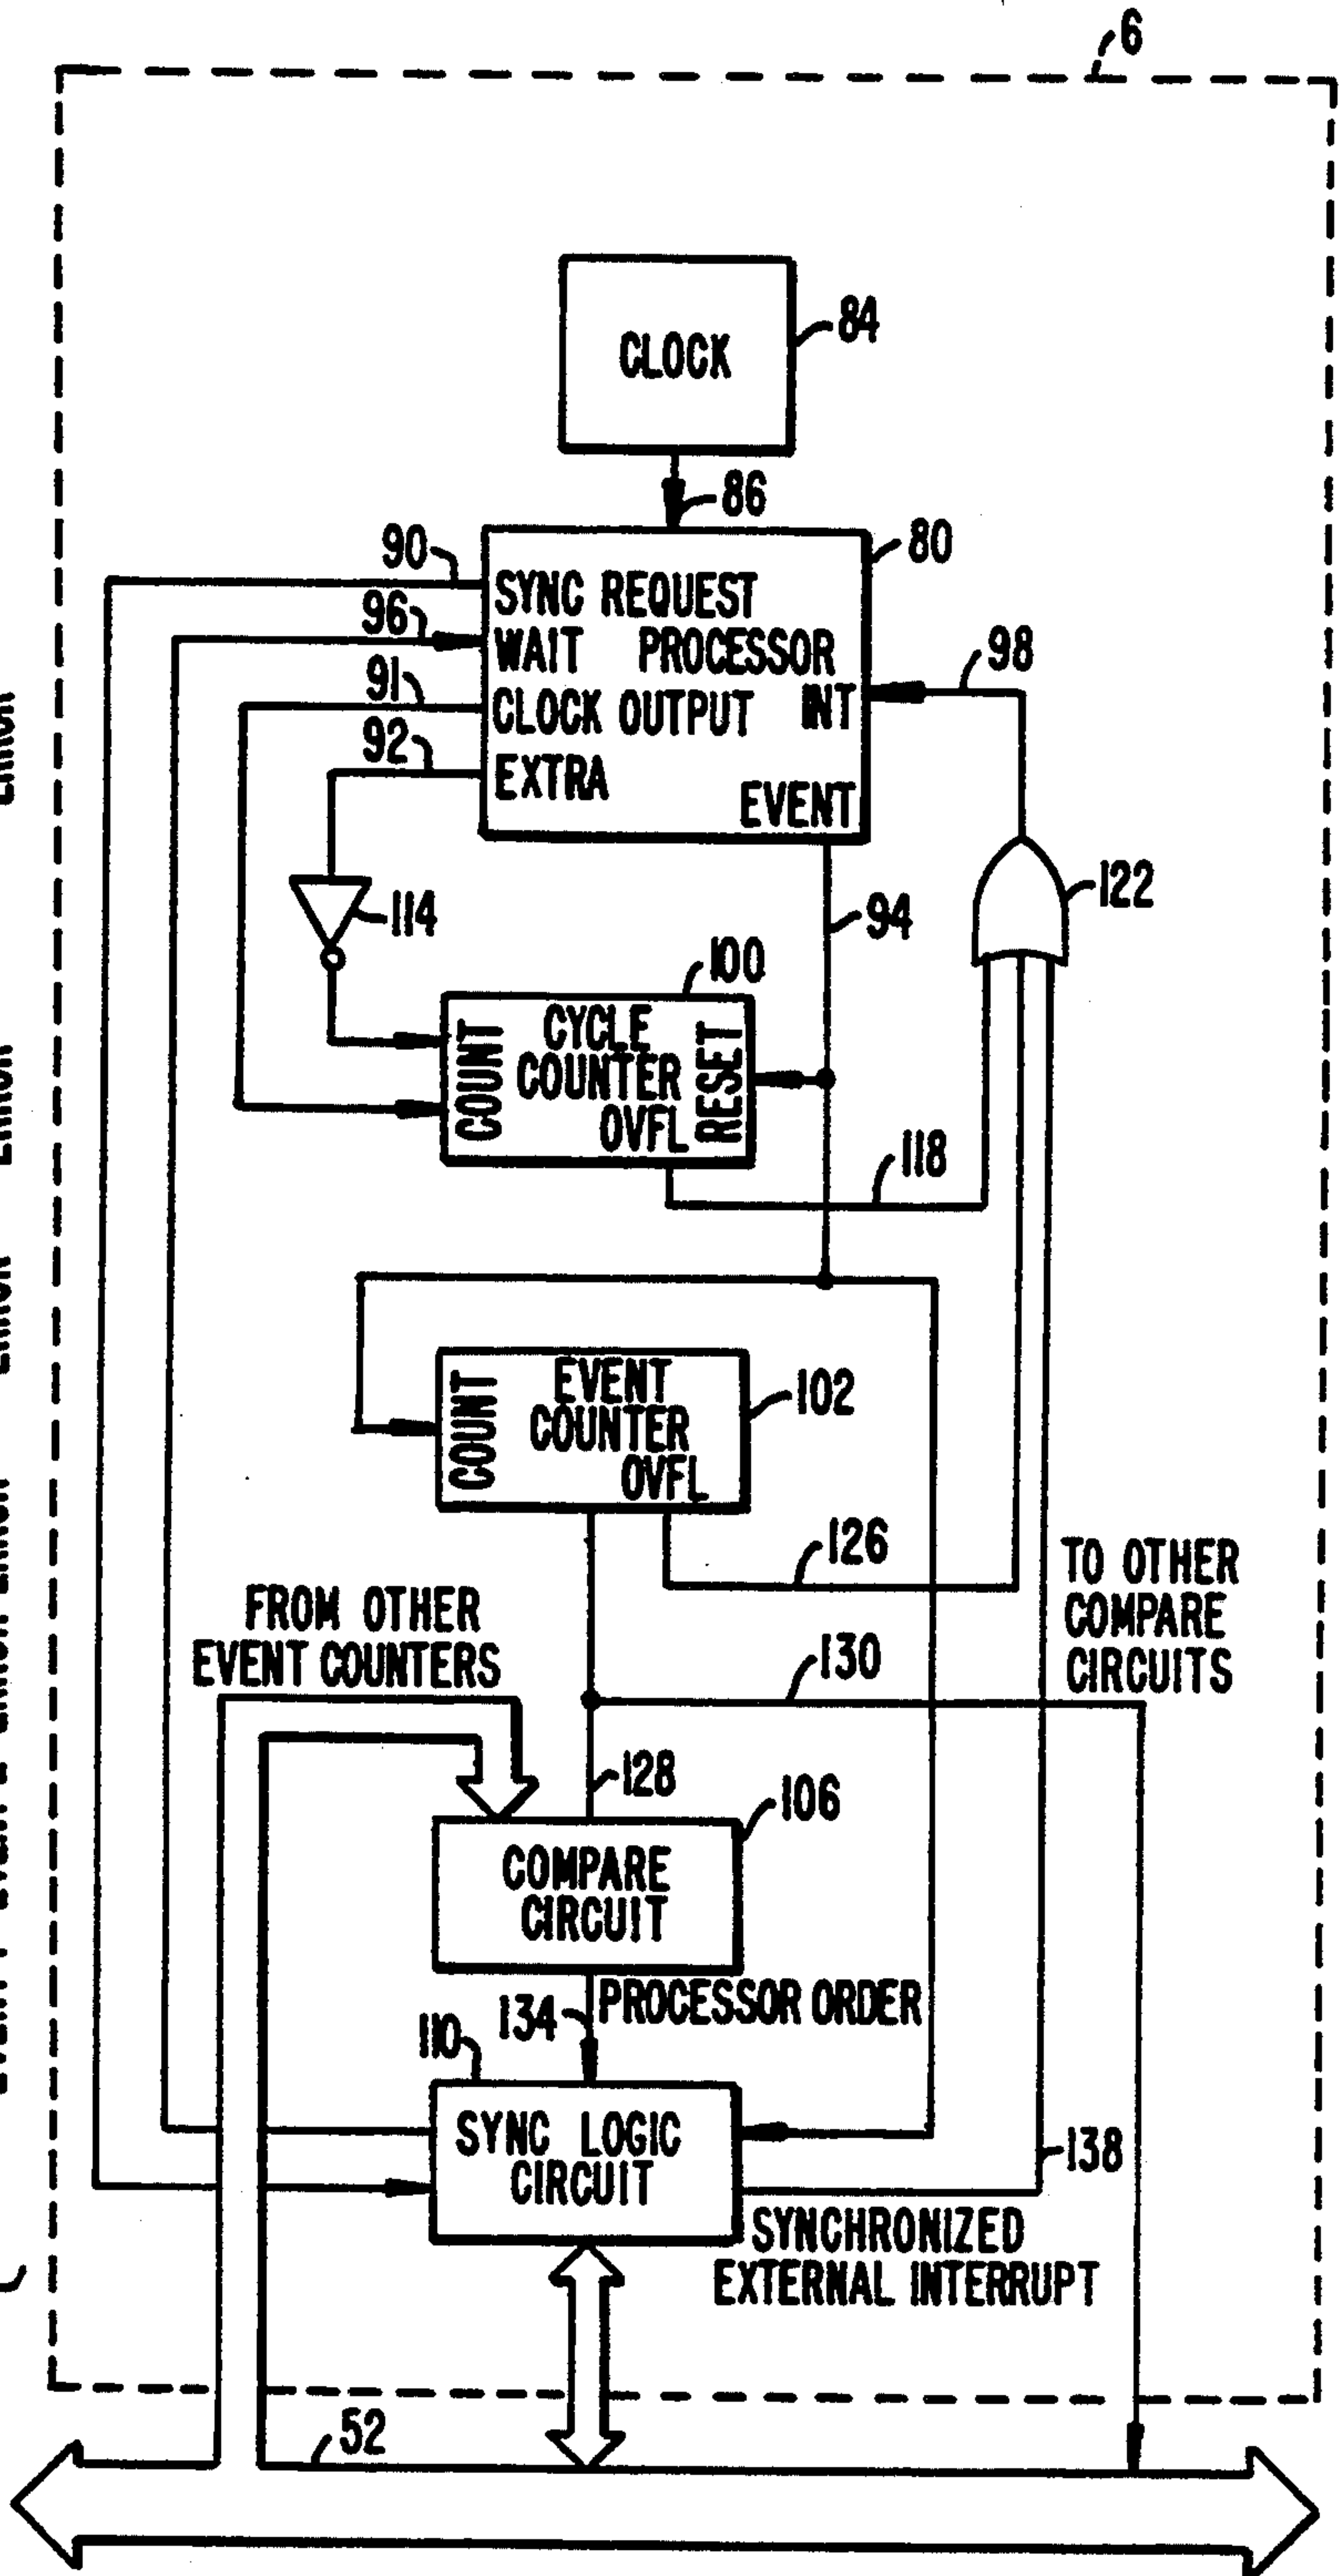 6
CLOCK
84
86
80
90
SYNC REQUEST
96
WAIT PROCESSOR
98
91
CLOCK OUTPUT INT
92
EXTRA
EVENT
114
94
122
100
CYCLE
COUNTER
OVFL
COUNT
RESET
118
EVENT
COUNTER
OVFL
COUNT
102
126
TO OTHER
COMPARE
CIRCUITS
FROM OTHER
EVENT COUNTERS
130
128
106
COMPARE
CIRCUIT
PROCESSOR ORDER
134
110
SYNC LOGIC
CIRCUIT
138
SYNCHRONIZED
EXTERNAL INTERRUPT
52